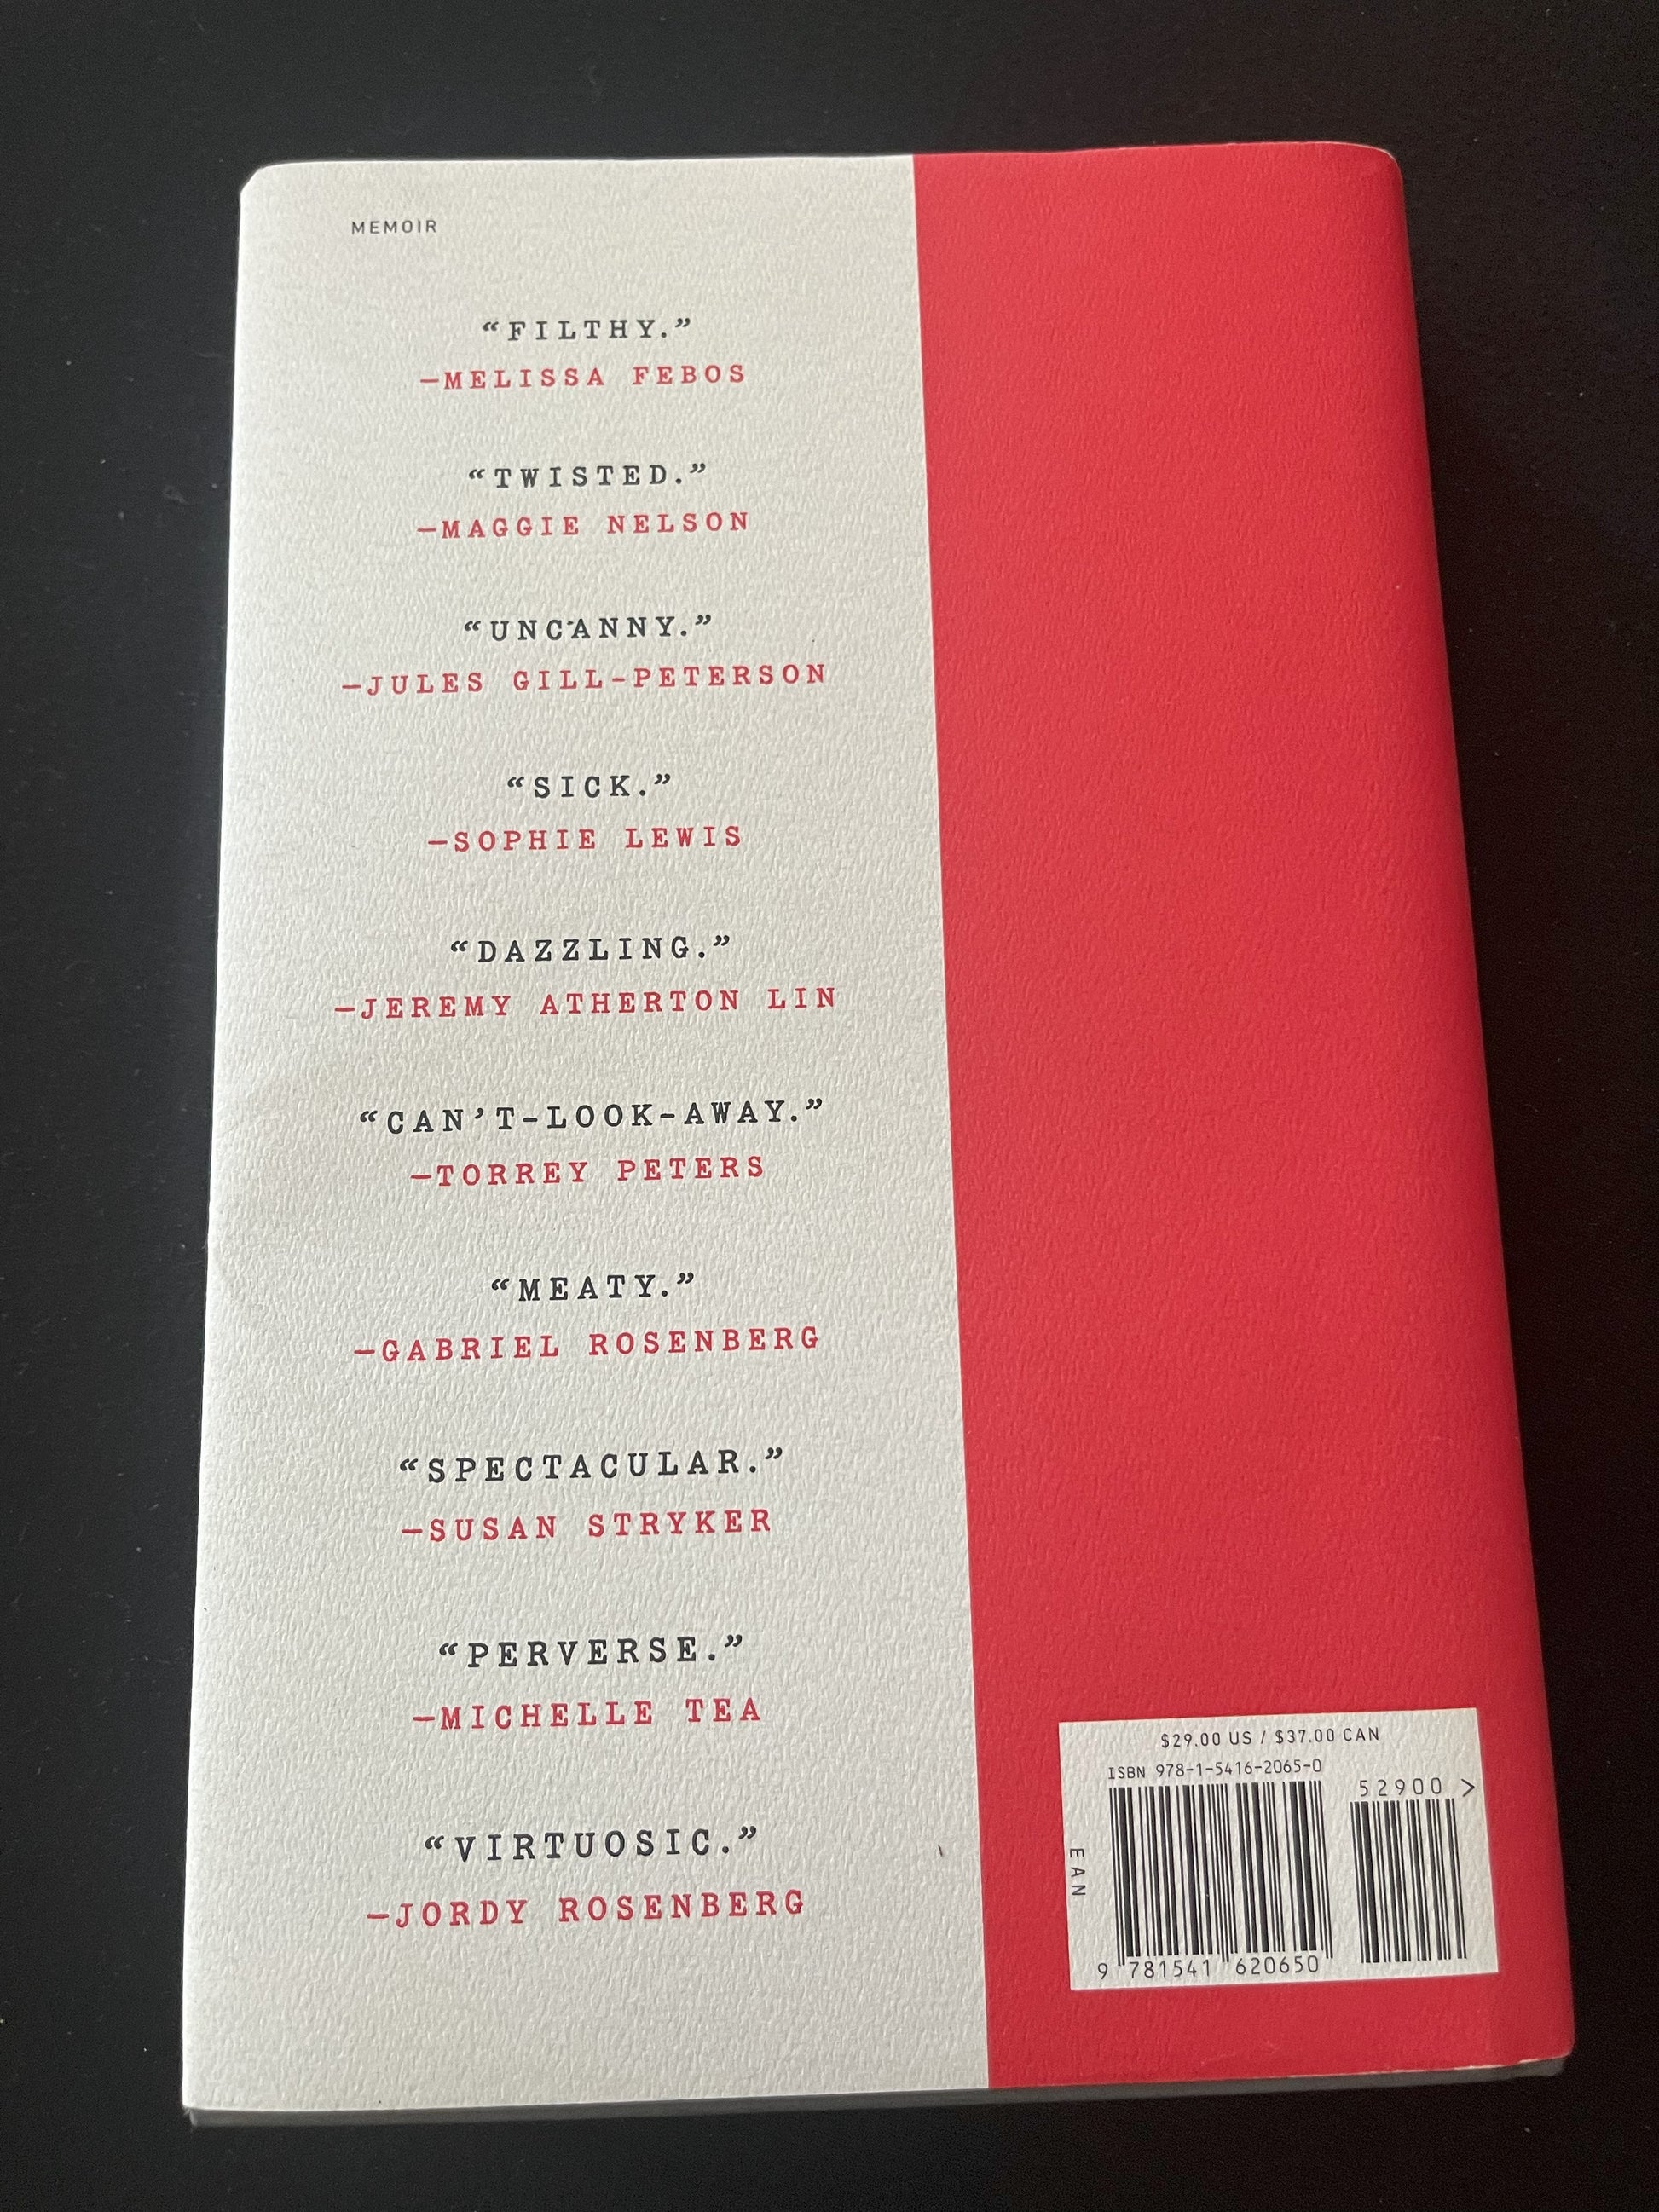 MEMOIR
“FILTHY.”
—MELISSA FEBOS
“TWISTED.”
—MAGGIE NELSON
“UNCANNY.”
—JULES GILL-PETERSON
“SICK.”
—SOPHIE LEWIS
“DAZZLING.”
—JEREMY ATHERTON LIN
“CAN’T-LOOK-AWAY.”
—TORREY PETERS
“MEATY.”
—GABRIEL ROSENBERG
“SPECTACULAR.”
—SUSAN STRYKER
“PERVERSE.”
—MICHELLE TEA
“VIRTUOSIC.”
—JORDY ROSENBERG
$29.00 US / $37.00 CAN
ISBN 978-1-5416-2065-0
52900 >
EAN
9 781541 620650